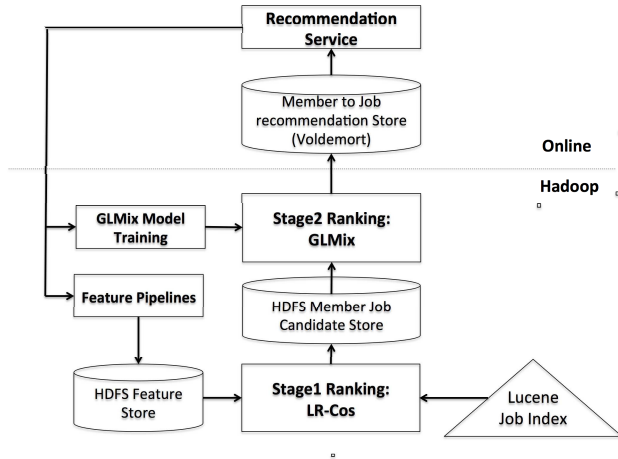 Recommendation
Service
Member to Job
recommendation Store
(Voldemort)
Online
Hadoop
GLMix Model
Training
Stage2 Ranking:
GLMix
Feature Pipelines
HDFS Member Job
Candidate Store
HDFS Feature
Store
Stage1 Ranking:
LR-Cos
Lucene
Job Index